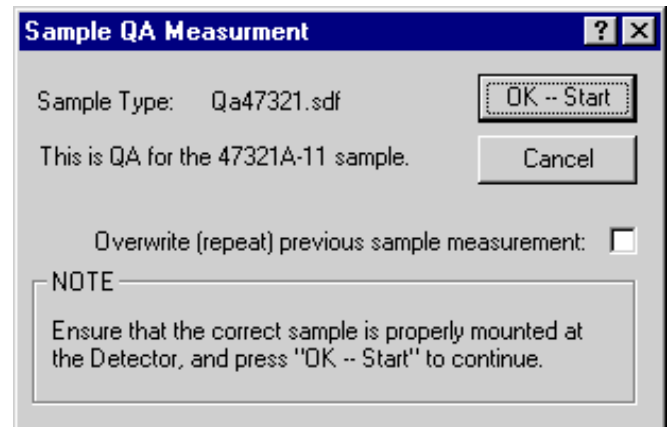 Sample QA Measurment
? X
Sample Type: Qa47321.sdf
OK -- Start
This is QA for the 47321A-11 sample.
Cancel
Overwrite (repeat) previous sample measurement:
NOTE
Ensure that the correct sample is properly mounted at
the Detector, and press "OK -- Start" to continue.